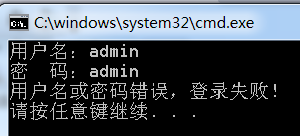 C:\windows\system32\cmd.exe
用户名：admin
密　码：admin
用户名或密码错误，登录失败！
请按任意键继续. . .